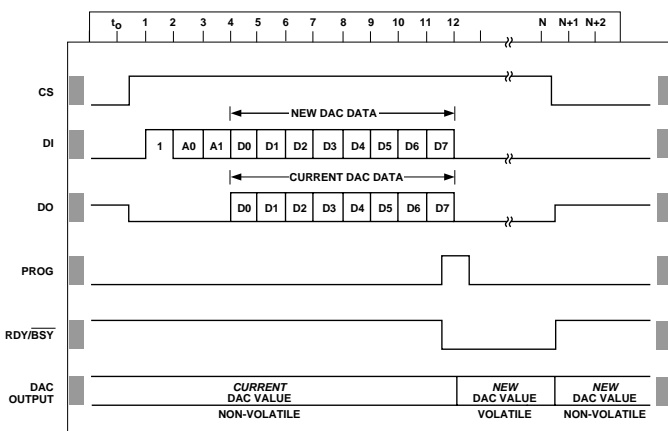 to 1 2 3 4 5 6 7 8 9 10 11 12 N N+1 N+2
CS
NEW DAC DATA
DI 1 A0 A1 D0 D1 D2 D3 D4 D5 D6 D7
CURRENT DAC DATA
DO D0 D1 D2 D3 D4 D5 D6 D7
PROG
RDY/BSY
DAC OUTPUT
CURRENT DAC VALUE
NON-VOLATILE
NEW DAC VALUE
VOLATILE
NEW DAC VALUE
NON-VOLATILE